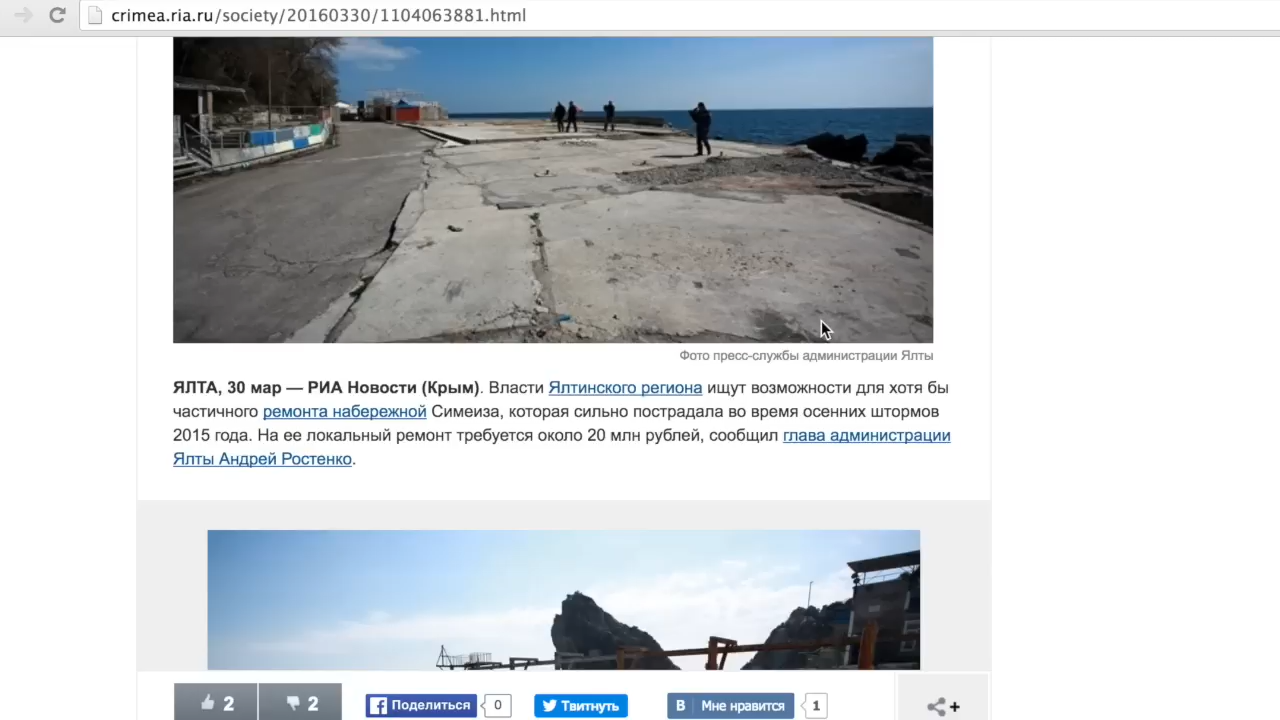 crimea.ria.ru/society/20160330/1104063881.html
Фото пресс-службы администрации Ялты
ЯЛТА, 30 мар — РИА Новости (Крым). Власти Ялтинского региона ищут возможности для хотя бы
частичного ремонта набережной Симеиза, которая сильно пострадала во время осенних штормов
2015 года. На ее локальный ремонт требуется около 20 млн рублей, сообщил глава администрации
Ялты Андрей Ростенко.
2 2 Поделиться 0 Твитнуть В Мне нравится 1 +